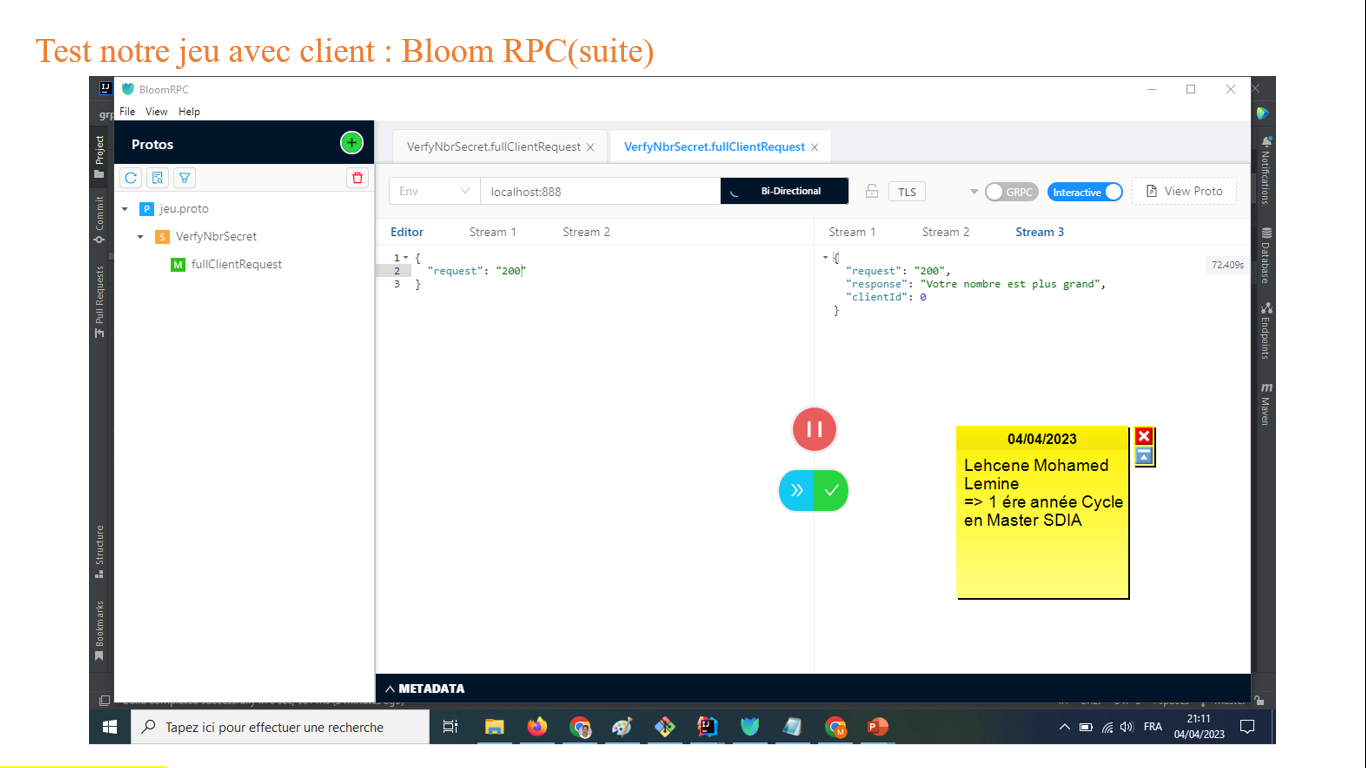 Test notre jeu avec client : Bloom RPC(suite)
BloomRPC
File View Help
grp
Protos
VerfyNbrSecret.fullClientRequest
VerfyNbrSecret.fullClientRequest
Env
localhost:888
Bi-Directional
TLS
GRPC
Interactive
View Proto
jeu.proto
VerfyNbrSecret
fullClientRequest
Editor Stream 1 Stream 2
1 {
2 "request": "200"
3 }
Stream 1 Stream 2 Stream 3
{
"request": "200",
"response": "Votre nombre est plus grand",
"clientId": 0
}
72.409s
04/04/2023
Lehcene Mohamed
Lemine
=> 1 ére année Cycle
en Master SDIA
METADATA
Project
Commit
Pull Requests
Structure
Bookmarks
Notifications
Database
Endpoints
Maven
Tapez ici pour effectuer une recherche
FRA
21:11
04/04/2023